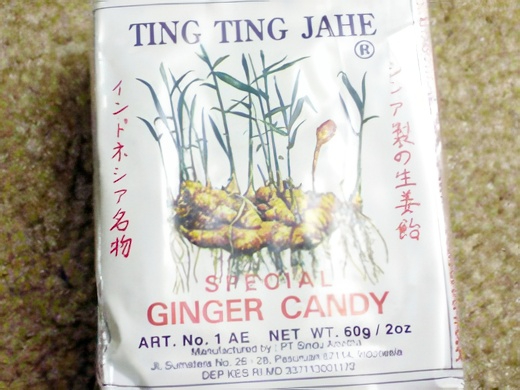 TING TING JAHE
®
インドネシア名物
シア製の生姜飴
SPECIAL
GINGER CANDY
ART. No. 1 AE NET WT. 60g / 2oz
Manufactured by : PT Sindu Amritha
Jl. Sumatera No. 26 - 28, Pasuruan 67114, Indonesia
DEP KES RI MD